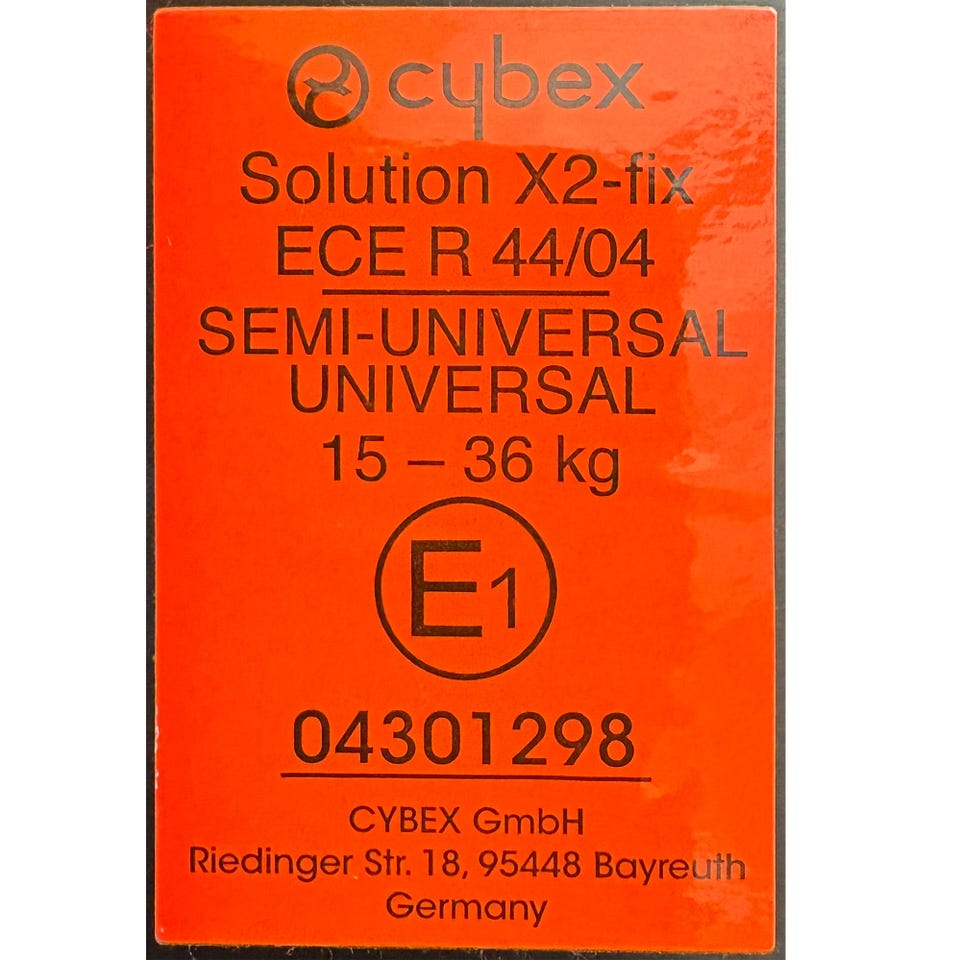 cybex
Solution X2-fix
ECE R 44/04
SEMI-UNIVERSAL
UNIVERSAL
15 – 36 kg
E1
04301298
CYBEX GmbH
Riedinger Str. 18, 95448 Bayreuth
Germany